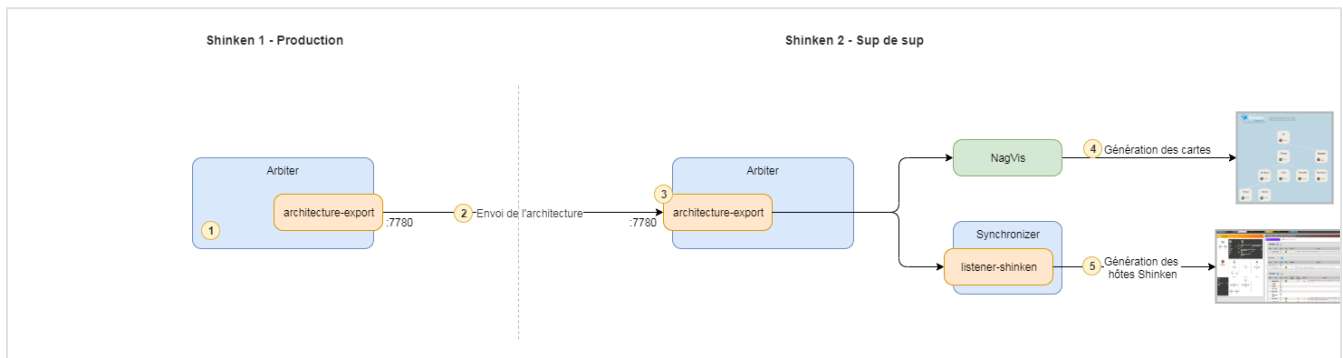 Shinken 1 - Production
Shinken 2 - Sup de sup
Arbiter
architecture-export
:7780
1
2
Envoi de l'architecture
3
Arbiter
architecture-export
:7780
NagVis
4
Génération des cartes
Synchronizer
listener-shinken
5
Génération des
hôtes Shinken